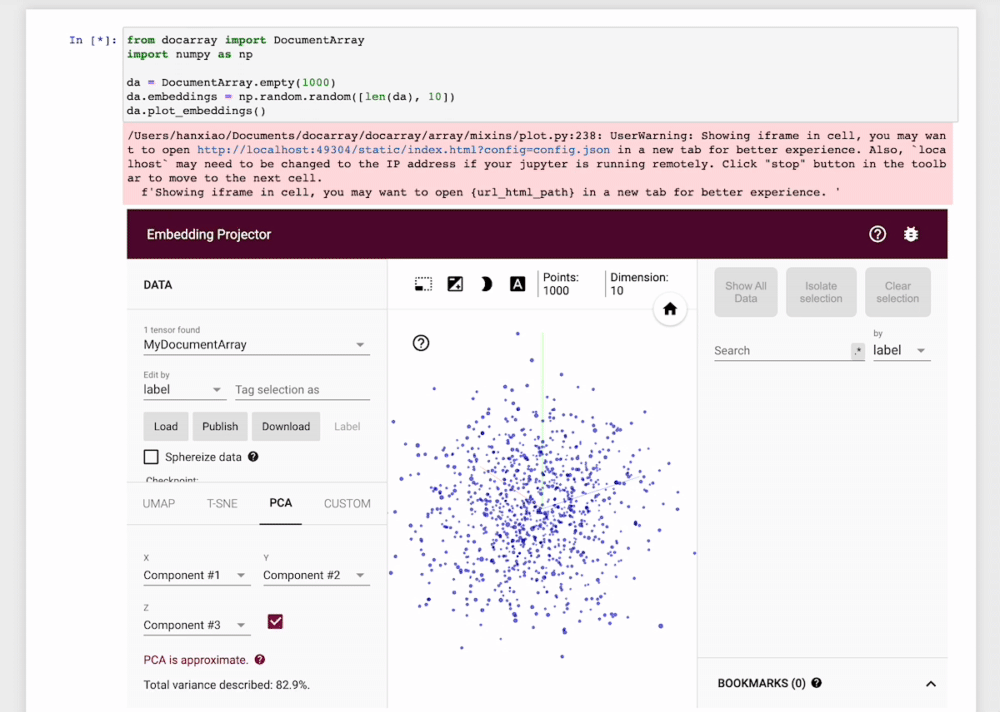 In [*]:
from docarray import DocumentArray
import numpy as np
da = DocumentArray.empty(1000)
da.embeddings = np.random.random([len(da), 10])
da.plot_embeddings()
/Users/hanxiao/Documents/docarray/docarray/array/mixins/plot.py:238: UserWarning: Showing iframe in cell, you may wan
t to open http://localhost:49304/static/index.html?config=config.json in a new tab for better experience. Also, `loca
lhost` may need to be changed to the IP address if your jupyter is running remotely. Click "stop" button in the toolb
ar to move to the next cell.
f'Showing iframe in cell, you may want to open {url_html_path} in a new tab for better experience. '
Embedding Projector
DATA
1 tensor found
MyDocumentArray
Edit by
label
Tag selection as
Load
Publish
Download
Label
Sphereize data
Checkpoint:
UMAP
T-SNE
PCA
CUSTOM
X
Component #1
Y
Component #2
Z
Component #3
PCA is approximate.
Total variance described: 82.9%.
A
Points:
1000
Dimension:
10
Show All
Data
Isolate
selection
Clear
selection
Search
.*
by
label
BOOKMARKS (0)